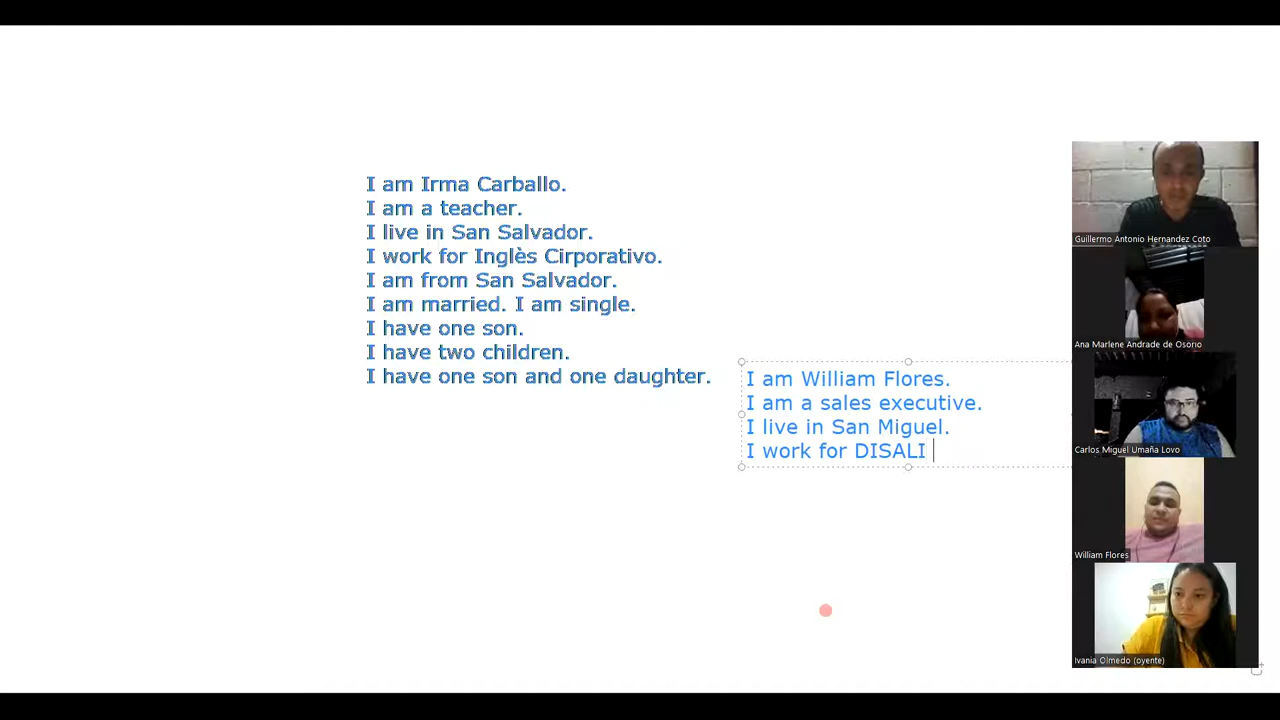 I am Irma Carballo.
I am a teacher.
I live in San Salvador.
I work for Inglès Cirporativo.
I am from San Salvador.
I am married. I am single.
I have one son.
I have two children.
I have one son and one daughter.
I am William Flores.
I am a sales executive.
I live in San Miguel.
I work for DISALI
Guillermo Antonio Hernandez Coto
Ana Marlene Andrade de Osorio
Carlos Miguel Umaña Lovo
William Flores
Ivania Olmedo (oyente)